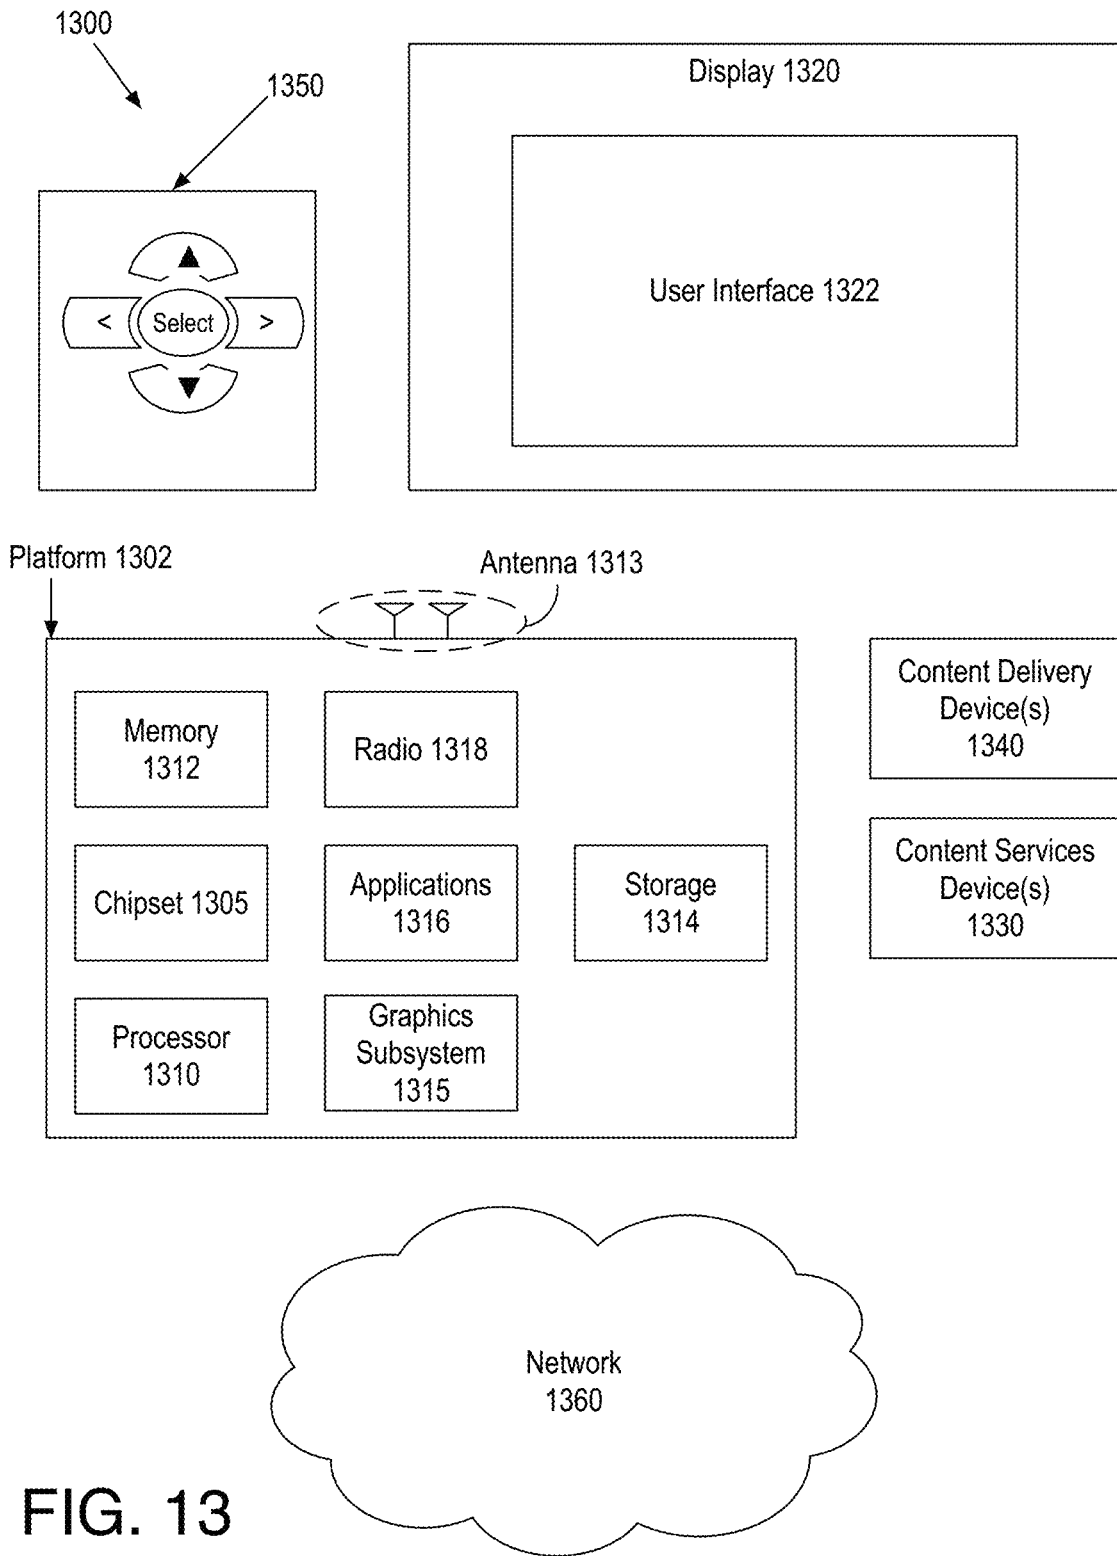 1300
1350
Display 1320
User Interface 1322
<
Select
>
Platform 1302
Antenna 1313
Memory
1312
Radio 1318
Content Delivery
Device(s)
1340
Chipset 1305
Applications
1316
Storage
1314
Content Services
Device(s)
1330
Processor
1310
Graphics
Subsystem
1315
Network
1360
FIG. 13